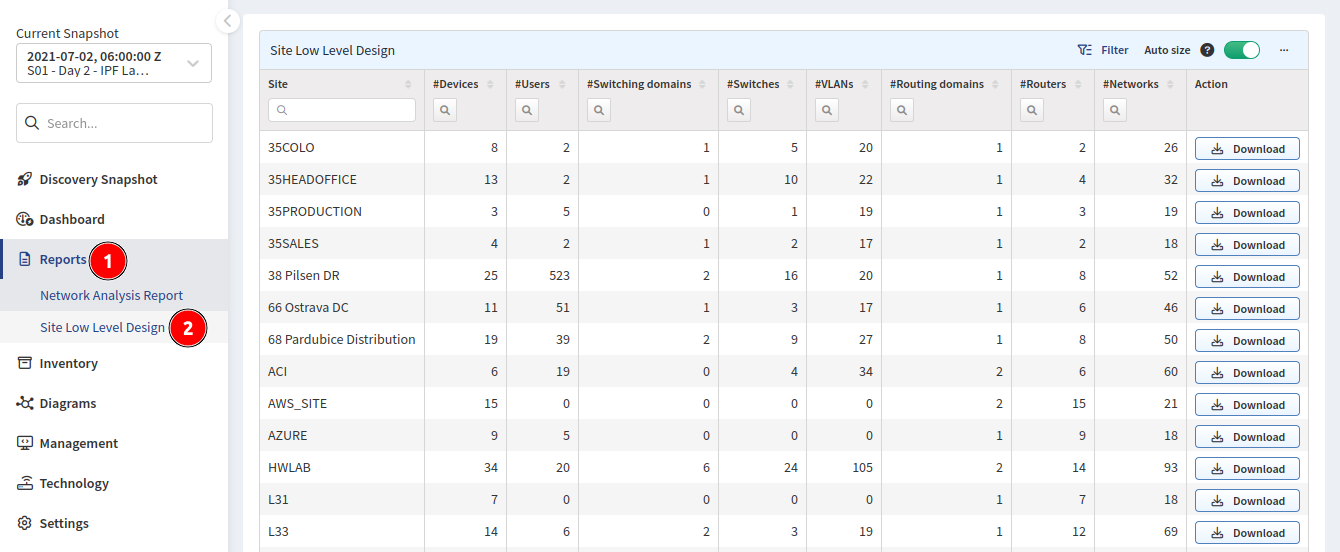 Current Snapshot
2021-07-02, 06:00:00 Z
S01 - Day 2 - IPF La…
Search...
Discovery Snapshot
Dashboard
Reports 1
Network Analysis Report
Site Low Level Design 2
Inventory
Diagrams
Management
Technology
Settings
Site Low Level Design Filter Auto size ? ...
Site #Devices #Users #Switching domains #Switches #VLANs #Routing domains #Routers #Networks Action
35COLO 8 2 1 5 20 1 2 26 Download
35HEADOFFICE 13 2 1 10 22 1 4 32 Download
35PRODUCTION 3 5 0 1 19 1 3 19 Download
35SALES 4 2 1 2 17 1 2 18 Download
38 Pilsen DR 25 523 2 16 20 1 8 52 Download
66 Ostrava DC 11 51 1 3 17 1 6 46 Download
68 Pardubice Distribution 19 39 2 9 27 1 8 50 Download
ACI 6 19 0 4 34 2 6 60 Download
AWS_SITE 15 0 0 0 0 2 15 21 Download
AZURE 9 5 0 0 0 1 9 18 Download
HWLAB 34 20 6 24 105 2 14 93 Download
L31 7 0 0 0 0 1 7 18 Download
L33 14 6 2 3 19 1 12 69 Download